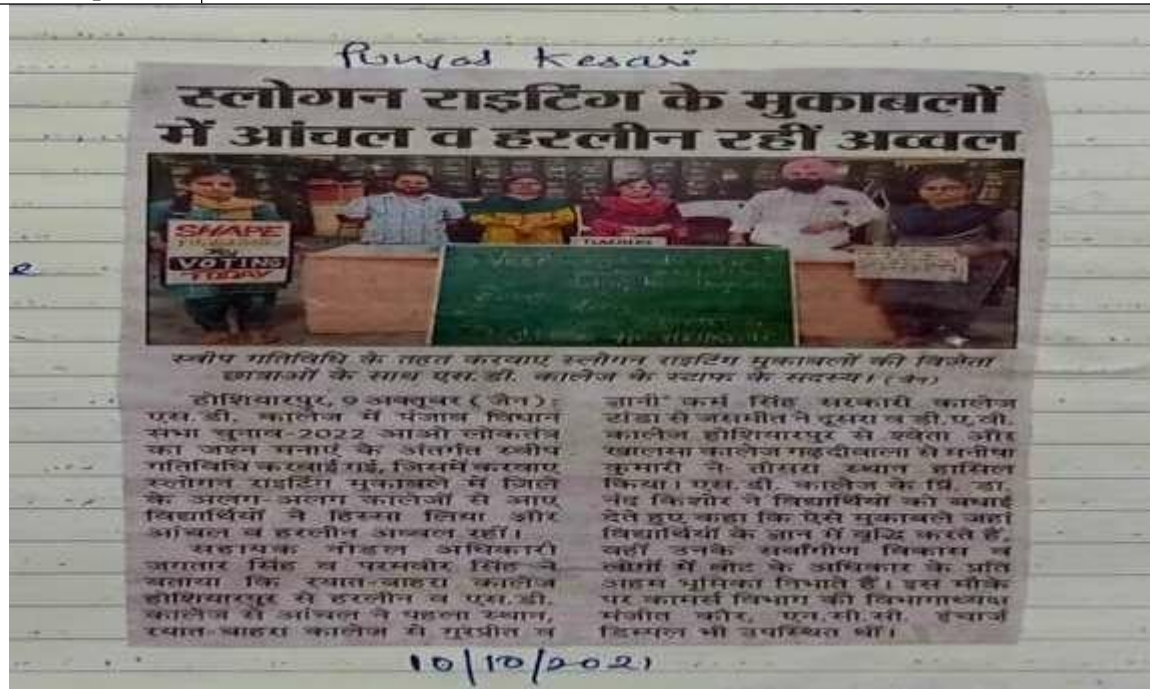 Punjab Kesari
स्लोगन राइटिंग के मुकाबलों
में आंचल व हरलीन रहीं अव्वल
SHAPE
VOTING
TODAY
स्वीप गतिविधि के तहत करवाए स्लोगन राइटिंग मुकाबलों की विजेता
छात्राओं के साथ एस.डी. कालेज के स्टाफ के सदस्य। (जैन)
होशियारपुर, 9 अक्तूबर (जैन):
एस.डी. कालेज में पंजाब विधान
सभा चुनाव-2022 आओ लोकतंत्र
का जश्न मनाएं के अंतर्गत स्वीप
गतिविधि करवाई गई, जिसमें करवाए
स्लोगन राइटिंग मुकाबले में जिले
के अलग-अलग कालेजों से आए
विद्यार्थियों ने हिस्सा लिया और
आंचल व हरलीन अव्वल रहीं।
सहायक नोडल अधिकारी
जगतार सिंह व परमवीर सिंह ने
बताया कि रयात-बाहरा कालेज
होशियारपुर से हरलीन व एस.डी.
कालेज से आंचल ने पहला स्थान,
रयात-बाहरा कालेज से गुरप्रीत व
ज्ञानी कर्म सिंह सरकारी कालेज
टांडा से जसमीत ने दूसरा व डी.ए.वी.
कालेज होशियारपुर से श्वेता और
खालसा कालेज गढ़दीवाला से मनीषा
कुमारी ने तीसरा स्थान हासिल
किया। एस.डी. कालेज के प्रिं. डा.
नंद किशोर ने विद्यार्थियों को बधाई
देते हुए कहा कि ऐसे मुकाबले जहां
विद्यार्थियों के ज्ञान में वृद्धि करते है,
वहीं उनके सर्वांगीण विकास व
लोगों में वोट के अधिकार के प्रति
अहम भूमिका निभाते हैं। इस मौके
पर कामर्स विभाग की विभागाध्यक्ष
मंजीत कौर, एन.सी.सी. इंचार्ज
डिम्पल भी उपस्थित थीं।
10/10/2021